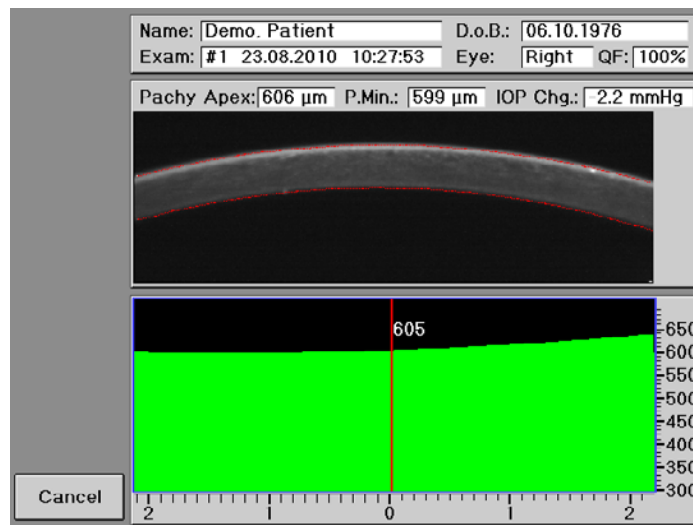 Name: Demo. Patient D.o.B.: 06.10.1976
Exam: #1 23.08.2010 10:27:53 Eye: Right QF: 100%
Pachy Apex: 606 µm P.Min.: 599 µm IOP Chg.: -2.2 mmHg
605
650
600
550
500
450
400
350
300
Cancel
2 1 0 1 2